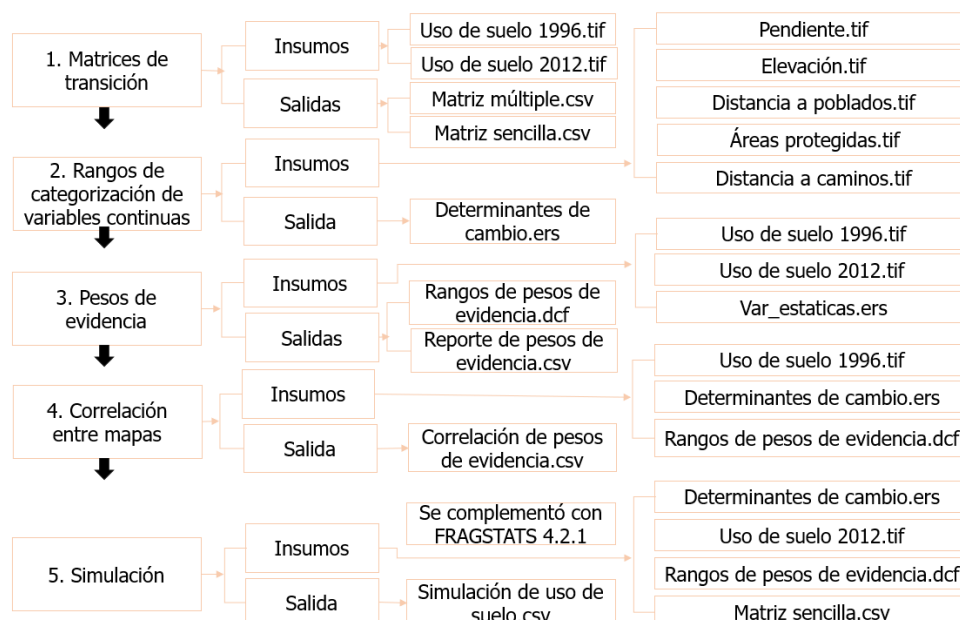 1. Matrices de
transición
Insumos
Uso de suelo 1996.tif
Uso de suelo 2012.tif
Salidas
Matriz múltiple.csv
Matriz sencilla.csv
2. Rangos de
categorización de
variables continuas
Insumos
Pendiente.tif
Elevación.tif
Distancia a poblados.tif
Áreas protegidas.tif
Distancia a caminos.tif
Salida
Determinantes de
cambio.ers
3. Pesos de
evidencia
Insumos
Uso de suelo 1996.tif
Uso de suelo 2012.tif
Var_estaticas.ers
Salidas
Rangos de pesos de
evidencia.dcf
Reporte de pesos de
evidencia.csv
4. Correlación
entre mapas
Insumos
Uso de suelo 1996.tif
Determinantes de cambio.ers
Rangos de pesos de evidencia.dcf
Salida
Correlación de pesos
de evidencia.csv
5. Simulación
Se complementó con
FRAGSTATS 4.2.1
Insumos
Determinantes de cambio.ers
Uso de suelo 2012.tif
Rangos de pesos de evidencia.dcf
Matriz sencilla.csv
Salida
Simulación de uso de
suelo.csv